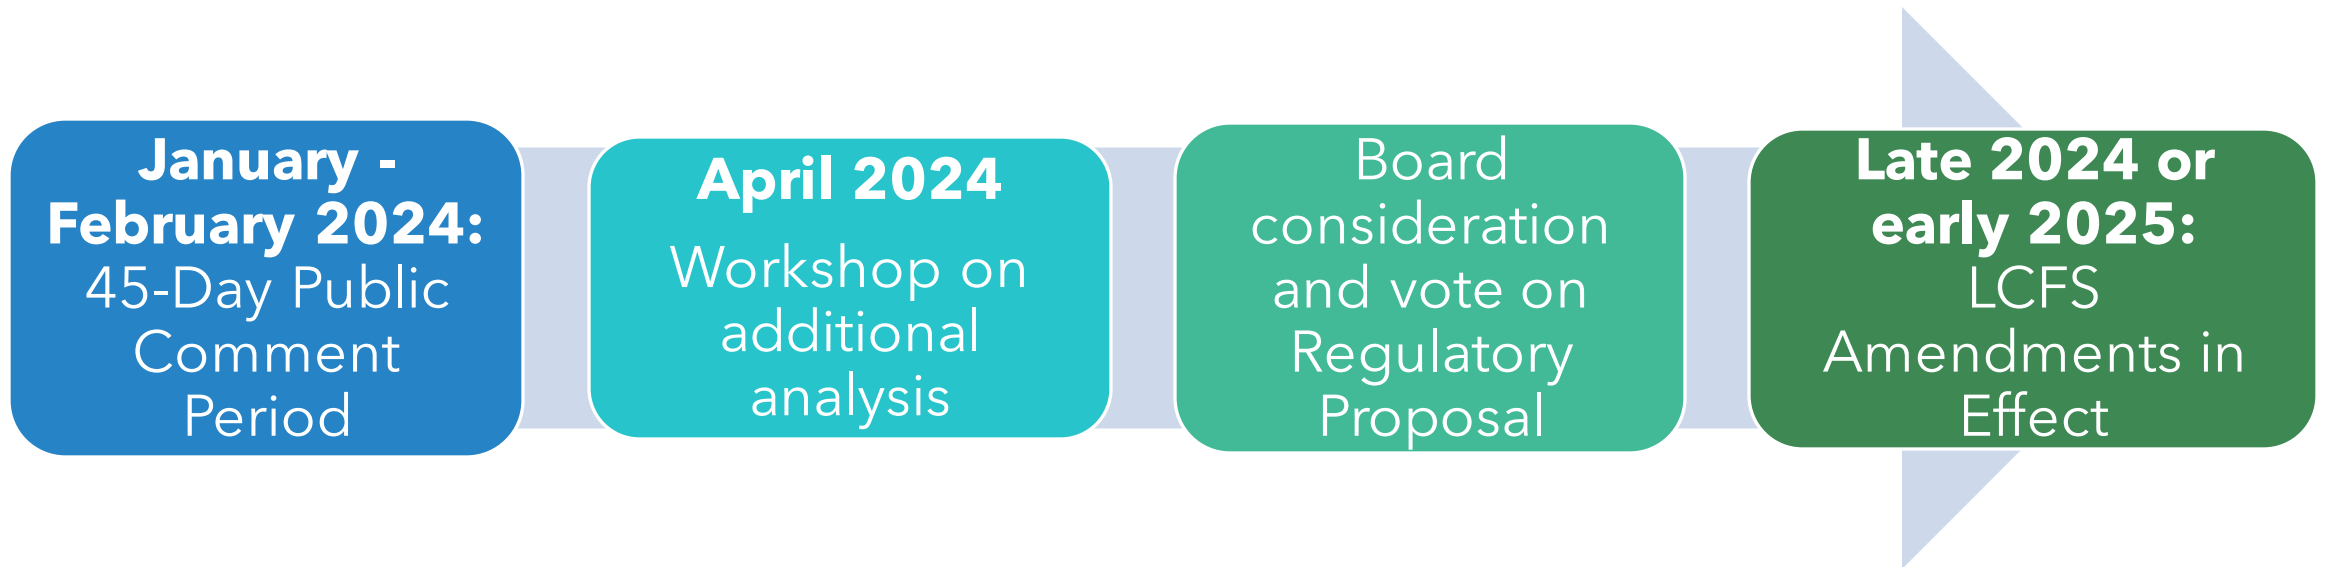 January -
February 2024:
45-Day Public
Comment
Period
April 2024
Workshop on
additional
analysis
Board
consideration
and vote on
Regulatory
Proposal
Late 2024 or
early 2025:
LCFS
Amendments in
Effect